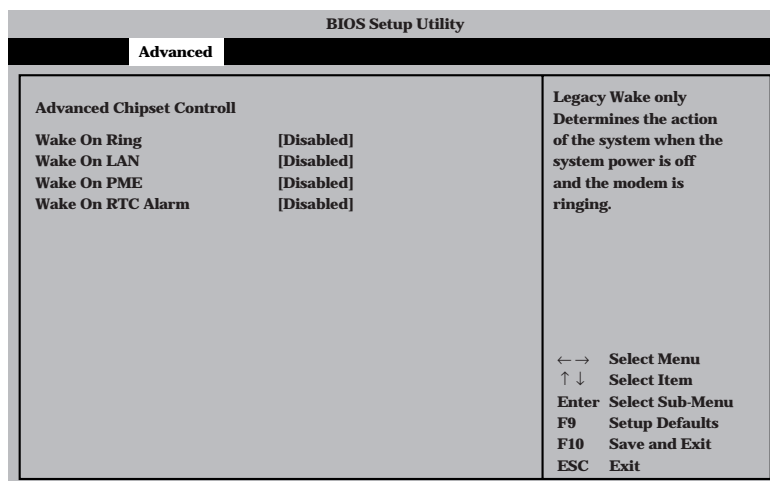 BIOS Setup Utility
Advanced
Advanced Chipset Controll
Wake On Ring [Disabled]
Wake On LAN [Disabled]
Wake On PME [Disabled]
Wake On RTC Alarm [Disabled]
Legacy Wake only
Determines the action
of the system when the
system power is off
and the modem is
ringing.
←→ Select Menu
↑↓ Select Item
Enter Select Sub-Menu
F9 Setup Defaults
F10 Save and Exit
ESC Exit